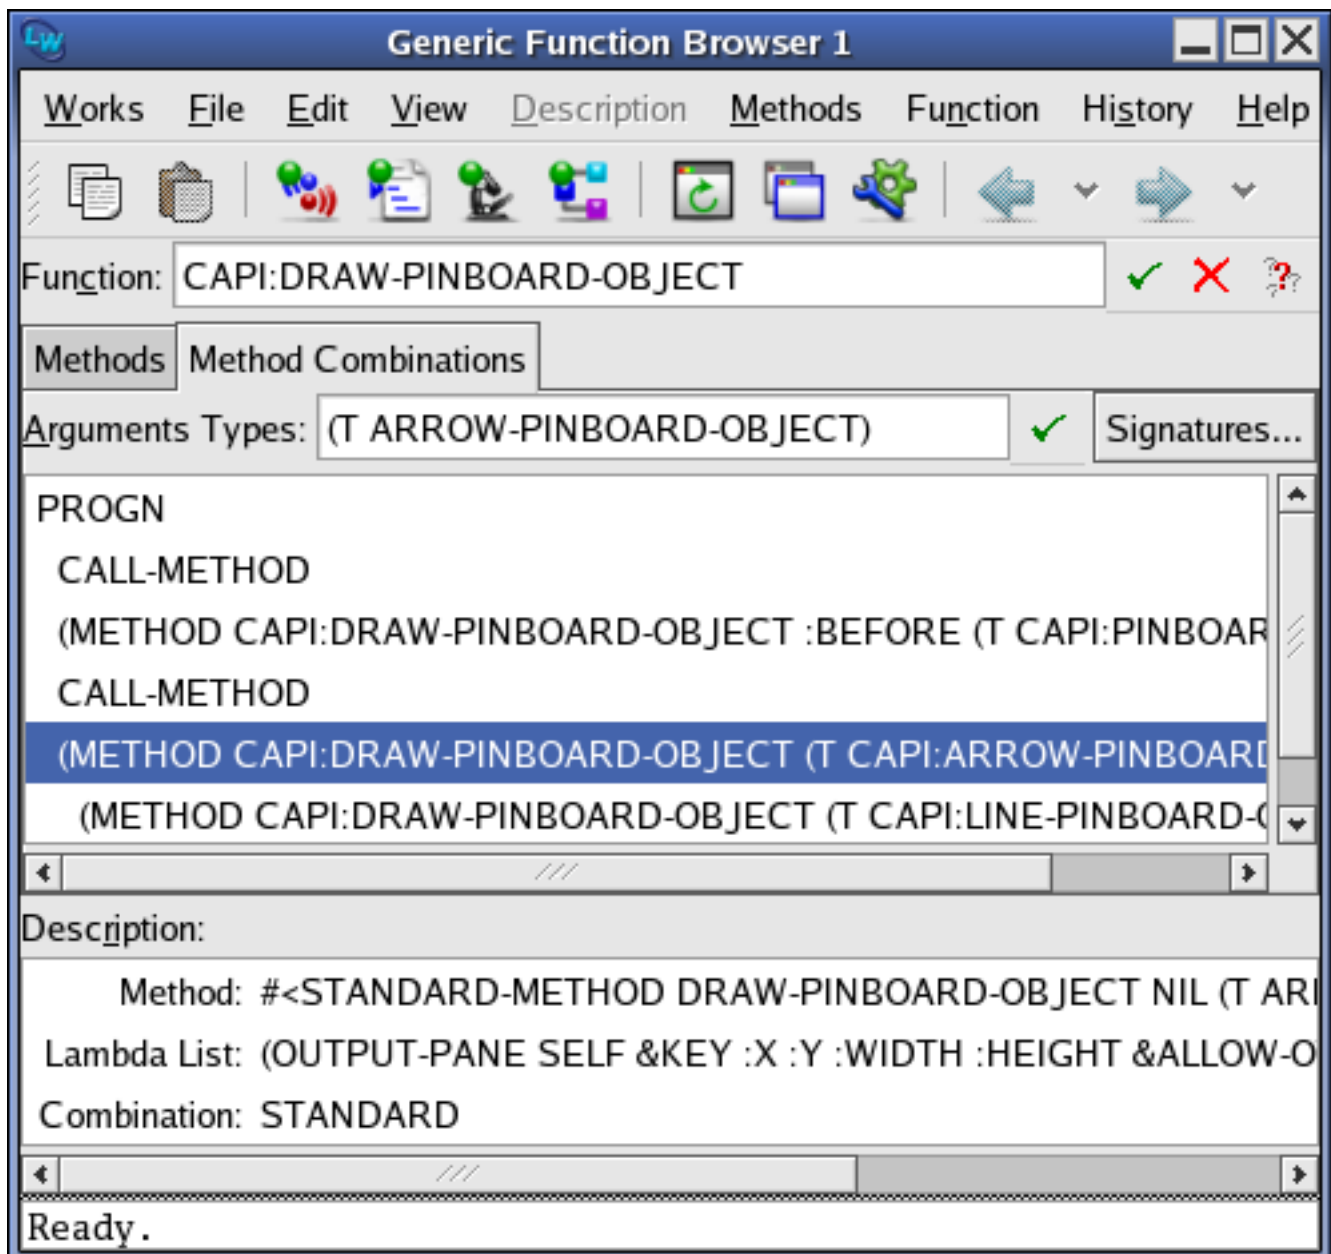 LW Generic Function Browser 1
Works File Edit View Description Methods Function History Help
Function: CAPI:DRAW-PINBOARD-OBJECT
Methods Method Combinations
Arguments Types: (T ARROW-PINBOARD-OBJECT) Signatures...
PROGN
CALL-METHOD
(METHOD CAPI:DRAW-PINBOARD-OBJECT :BEFORE (T CAPI:PINBOAR
CALL-METHOD
(METHOD CAPI:DRAW-PINBOARD-OBJECT (T CAPI:ARROW-PINBOARD
(METHOD CAPI:DRAW-PINBOARD-OBJECT (T CAPI:LINE-PINBOARD-O
Description:
Method: #<STANDARD-METHOD DRAW-PINBOARD-OBJECT NIL (T ARR
Lambda List: (OUTPUT-PANE SELF &KEY :X :Y :WIDTH :HEIGHT &ALLOW-O
Combination: STANDARD
Ready.